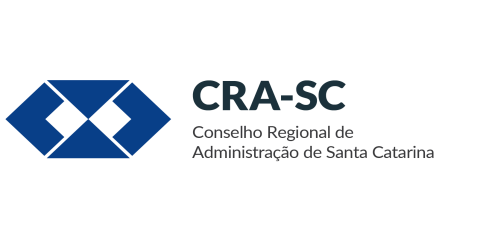 CRA-SC
Conselho Regional de
Administração de Santa Catarina